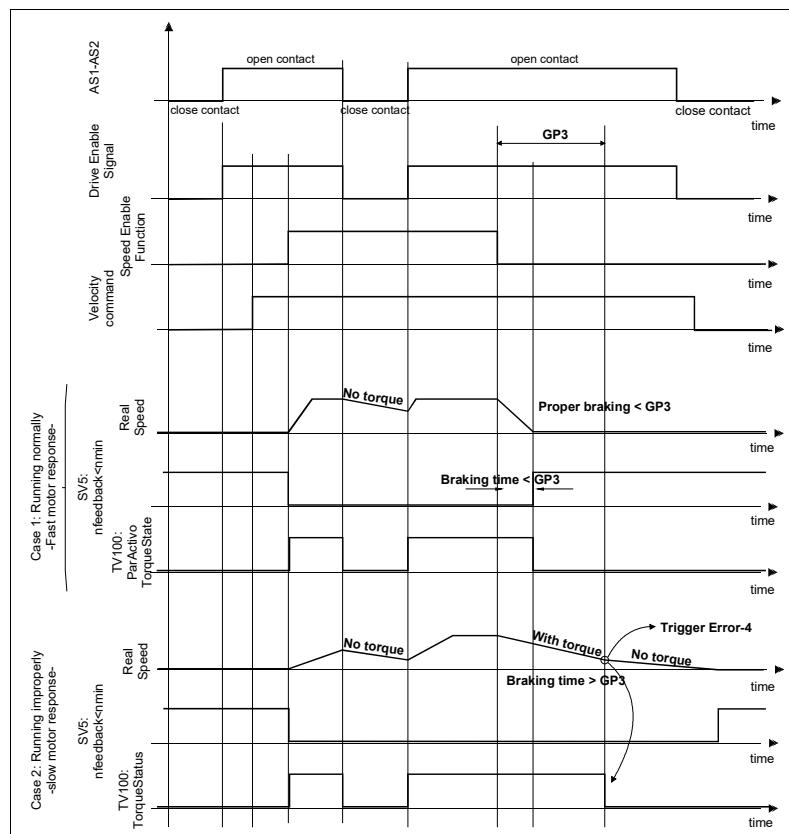 AS1-AS2
open contact
open contact
close contact
close contact
close contact
time
Drive Enable
Signal
GP3
time
Speed Enable
Function
time
Velocity
command
time
Case 1: Running normally
-Fast motor response-
Real
Speed
No torque
Proper braking < GP3
time
SV5:
nfeedback<nmin
Braking time < GP3
time
TV100:
ParActivo
TorqueState
time
Case 2: Running improperly
-slow motor response-
Real
Speed
No torque
With torque
Trigger Error-4
No torque
Braking time > GP3
time
SV5:
nfeedback<nmin
time
TV100:
TorqueStatus
time